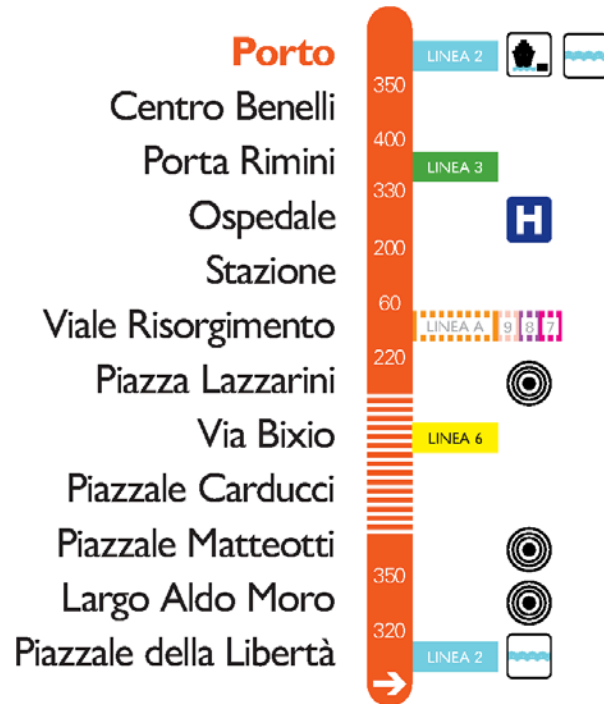 Porto LINEA 2
350
Centro Benelli
400
Porta Rimini LINEA 3
330
Ospedale H
200
Stazione
60
Viale Risorgimento LINEA A 9 8 7
220
Piazza Lazzarini
Via Bixio LINEA 6
Piazzale Carducci
Piazzale Matteotti
350
Largo Aldo Moro
320
Piazzale della Libertà LINEA 2